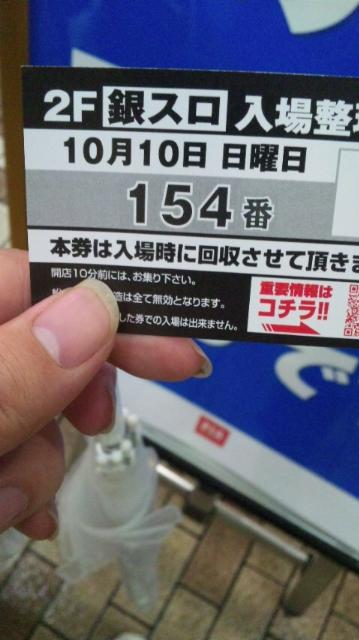 2F 銀スロ 入場整
10月10日 日曜日
154番
本券は入場時に回収させて頂き
開店10分前には、お集り下さい。
造は全て無効となります。
した券での入場は出来ません。
重要情報は
コチラ!!